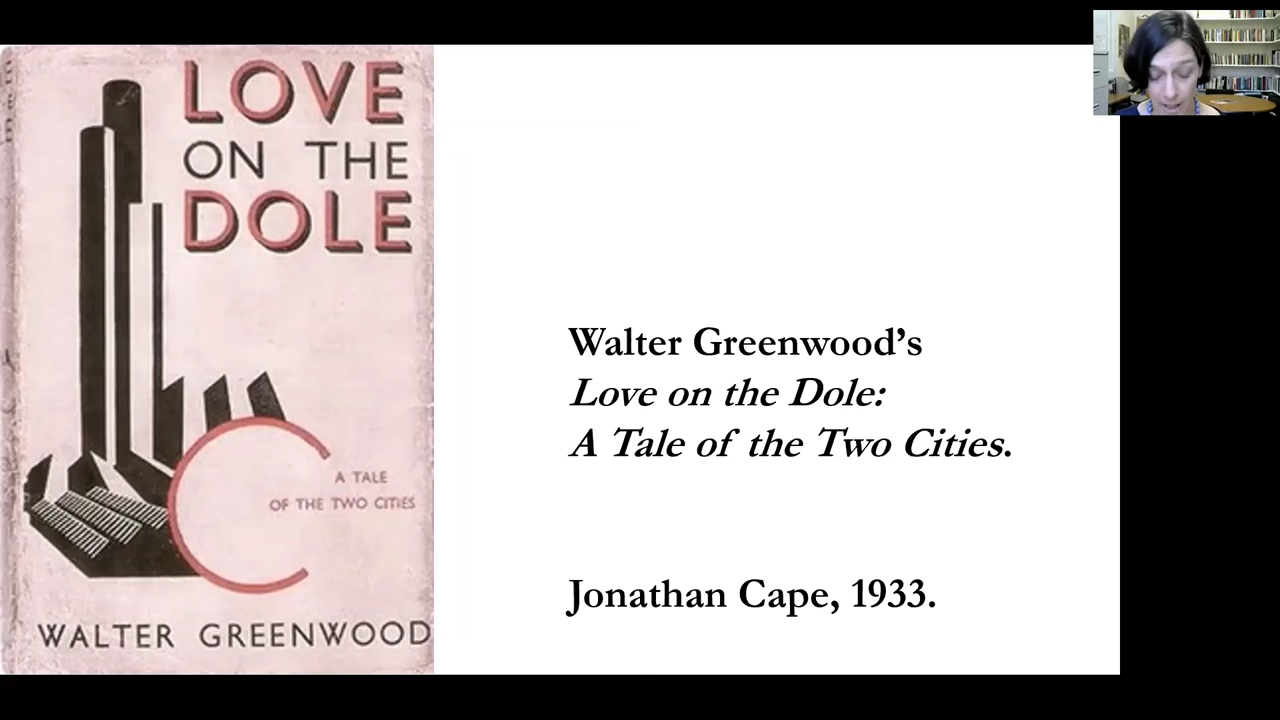 LOVE
ON THE
DOLE
A TALE
OF THE TWO CITIES
WALTER GREENWOOD
Walter Greenwood’s
Love on the Dole:
A Tale of the Two Cities.
Jonathan Cape, 1933.